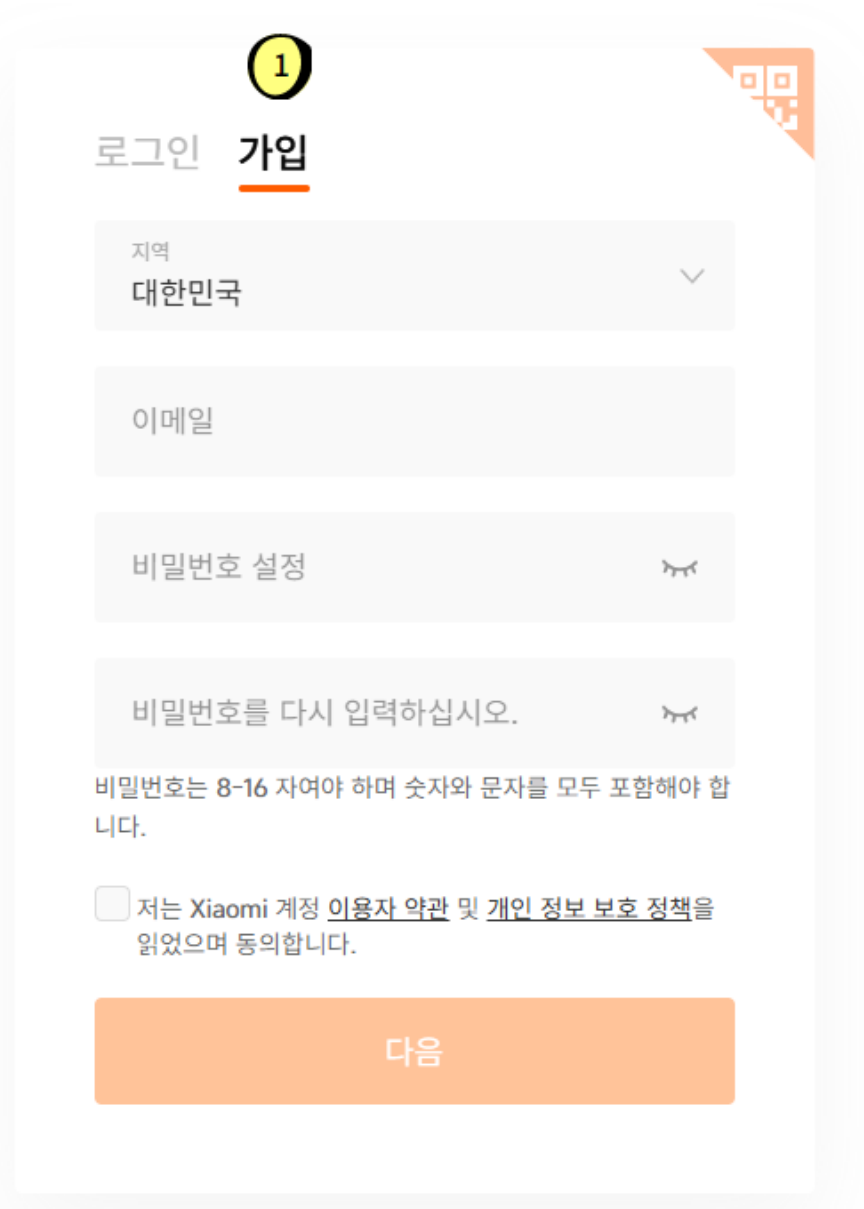 1
로그인 가입
지역
대한민국
이메일
비밀번호 설정
비밀번호를 다시 입력하십시오.
비밀번호는 8-16 자여야 하며 숫자와 문자를 모두 포함해야 합
니다.
저는 Xiaomi 계정 이용자 약관 및 개인 정보 보호 정책을
읽었으며 동의합니다.
다음